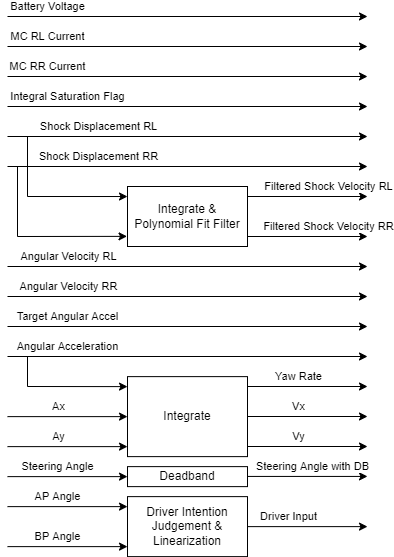 Battery Voltage
MC RL Current
MC RR Current
Integral Saturation Flag
Shock Displacement RL
Shock Displacement RR
Filtered Shock Velocity RL
Integrate &
Polynomial Fit Filter
Filtered Shock Velocity RR
Angular Velocity RL
Angular Velocity RR
Target Angular Accel
Angular Acceleration
Yaw Rate
Ax
Integrate
Vx
Ay
Vy
Steering Angle
Deadband
Steering Angle with DB
AP Angle
Driver Intention
Judgement &
Linearization
Driver Input
BP Angle